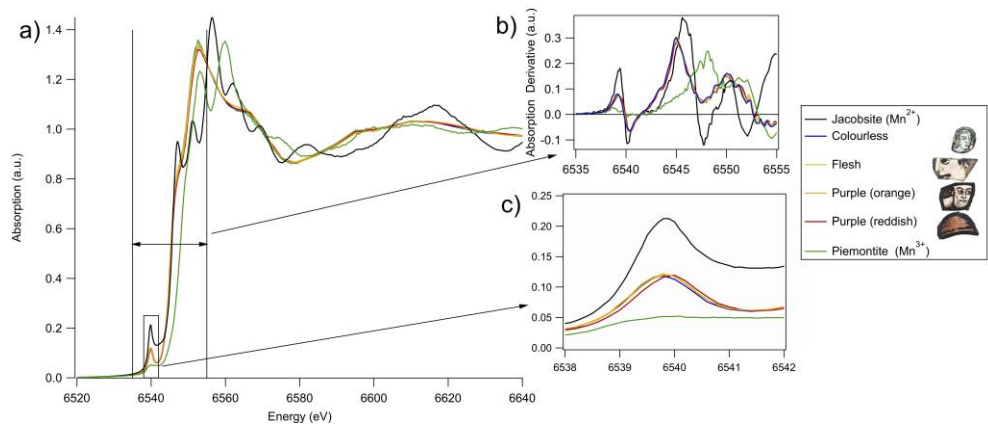 a)
1.4
1.2
1.0
0.8
0.6
0.4
0.2
0.0
Absorption (a.u.)
6520 6540 6560 6580 6600 6620 6640
Energy (eV)
b)
0.3
0.2
0.1
0.0
-0.1
Absorption Derivative (a.u.)
6535 6540 6545 6550 6555
c)
0.25
0.20
0.15
0.10
0.05
0.00
6538 6539 6540 6541 6542
Jacobsite (Mn²⁺)
Colourless
Flesh
Purple (orange)
Purple (reddish)
Piemontite (Mn³⁺)